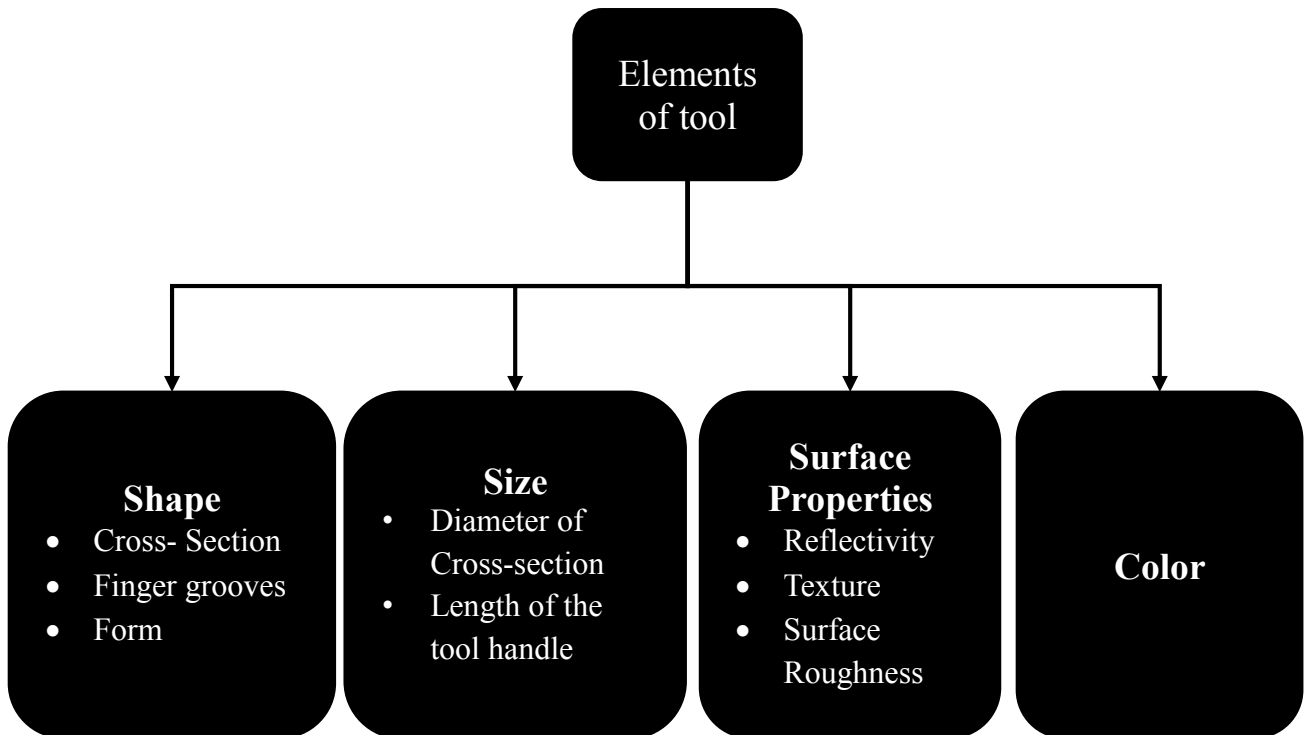 Elements
of tool
Shape
• Cross- Section
• Finger grooves
• Form
Size
• Diameter of
Cross-section
• Length of the
tool handle
Surface
Properties
• Reflectivity
• Texture
• Surface
Roughness
Color